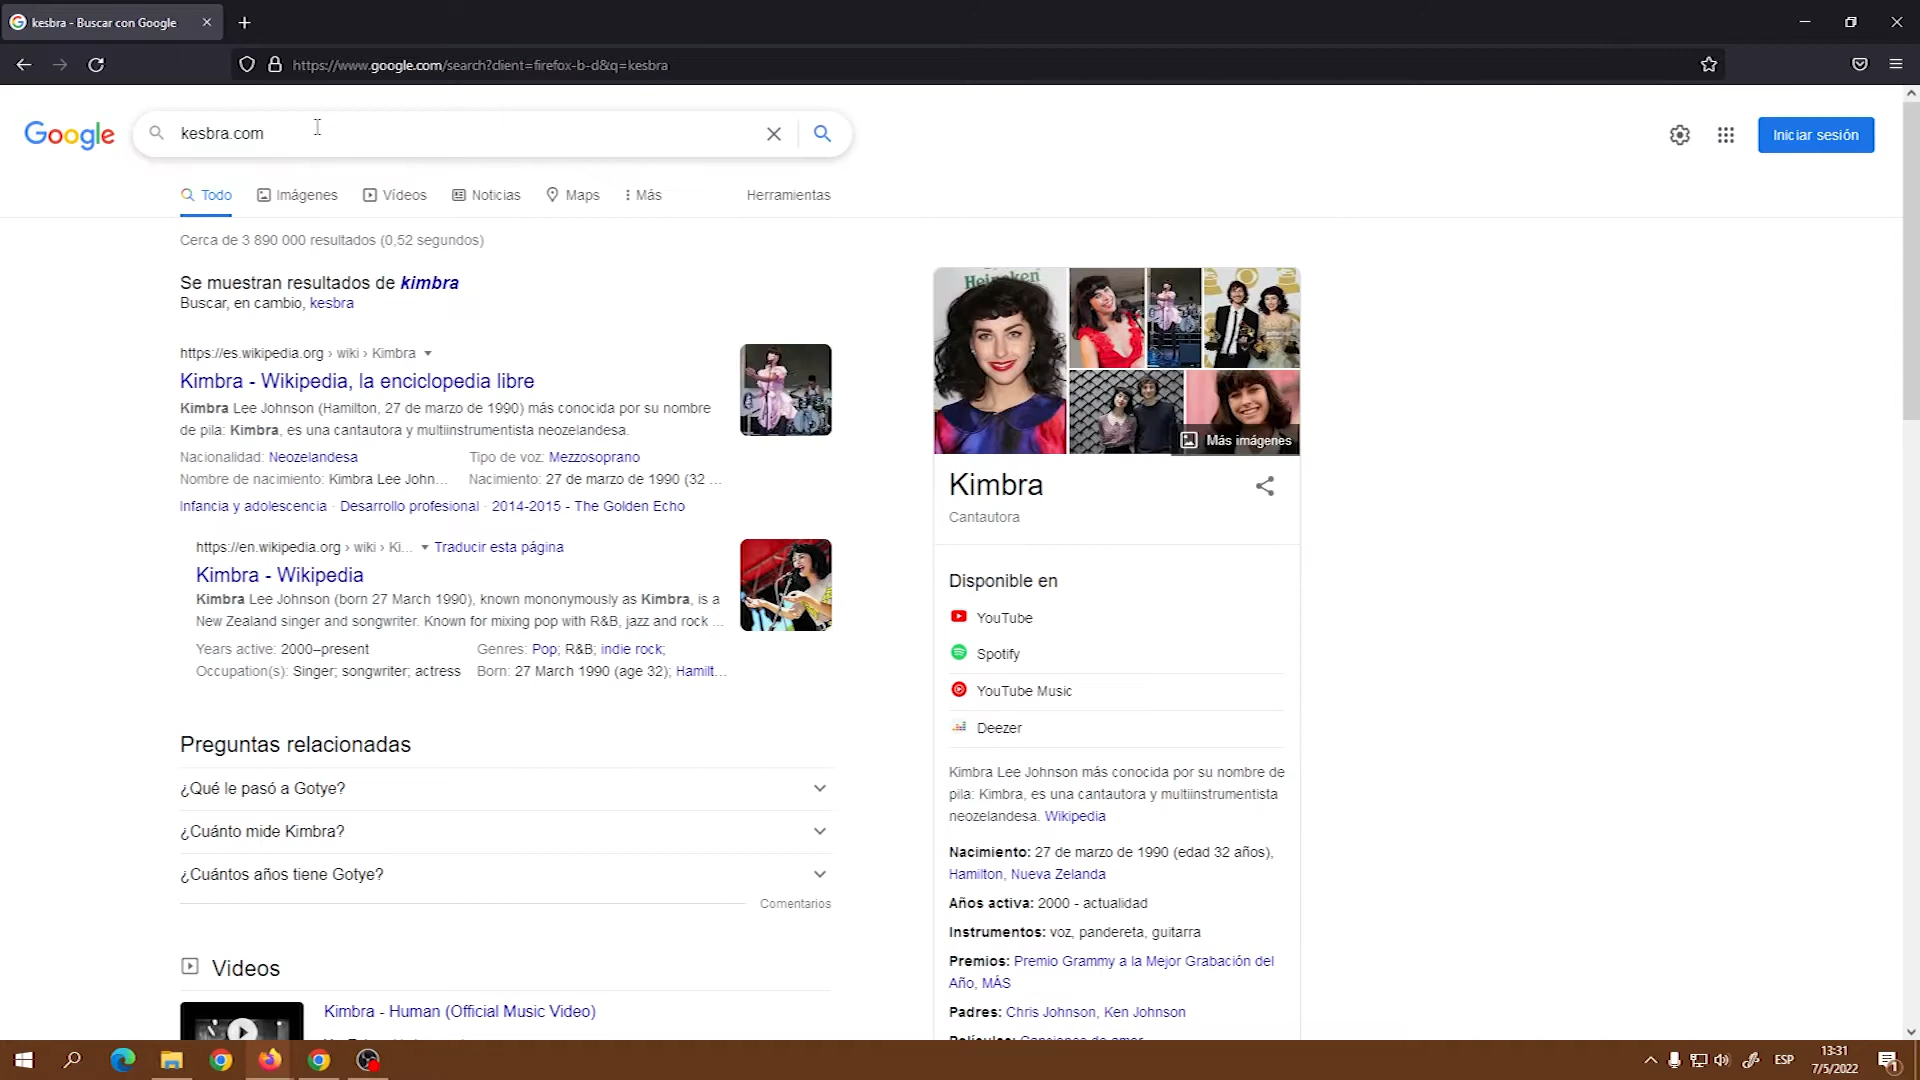 kesbra - Buscar con Google
https://www.google.com/search?client=firefox-b-d&q=kesbra
Google
kesbra.com
Iniciar sesión
Todo
Imágenes
Vídeos
Noticias
Maps
Más
Herramientas
Cerca de 3 890 000 resultados (0,52 segundos)
Se muestran resultados de kimbra
Buscar, en cambio, kesbra
https://es.wikipedia.org › wiki › Kimbra
Kimbra - Wikipedia, la enciclopedia libre
Kimbra Lee Johnson (Hamilton, 27 de marzo de 1990) más conocida por su nombre
de pila: Kimbra, es una cantautora y multiinstrumentista neozelandesa.
Nacionalidad: Neozelandesa
Tipo de voz: Mezzosoprano
Nombre de nacimiento: Kimbra Lee John...
Nacimiento: 27 de marzo de 1990 (32 ...
Infancia y adolescencia · Desarrollo profesional · 2014-2015 - The Golden Echo
https://en.wikipedia.org › wiki › Ki... Traducir esta página
Kimbra - Wikipedia
Kimbra Lee Johnson (born 27 March 1990), known mononymously as Kimbra, is a
New Zealand singer and songwriter. Known for mixing pop with R&B, jazz and rock ...
Years active: 2000–present
Genres: Pop; R&B; indie rock;
Occupation(s): Singer; songwriter; actress
Born: 27 March 1990 (age 32); Hamilt...
Preguntas relacionadas
¿Qué le pasó a Gotye?
¿Cuánto mide Kimbra?
¿Cuántos años tiene Gotye?
Comentarios
Videos
Kimbra - Human (Official Music Video)
Heineken
Más imágenes
Kimbra
Cantautora
Disponible en
YouTube
Spotify
YouTube Music
Deezer
Kimbra Lee Johnson más conocida por su nombre de
pila: Kimbra, es una cantautora y multiinstrumentista
neozelandesa. Wikipedia
Nacimiento: 27 de marzo de 1990 (edad 32 años),
Hamilton, Nueva Zelanda
Años activa: 2000 - actualidad
Instrumentos: voz, pandereta, guitarra
Premios: Premio Grammy a la Mejor Grabación del
Año, MÁS
Padres: Chris Johnson, Ken Johnson
Películas: Canciones de amor
ESP
13:31
7/5/2022
1